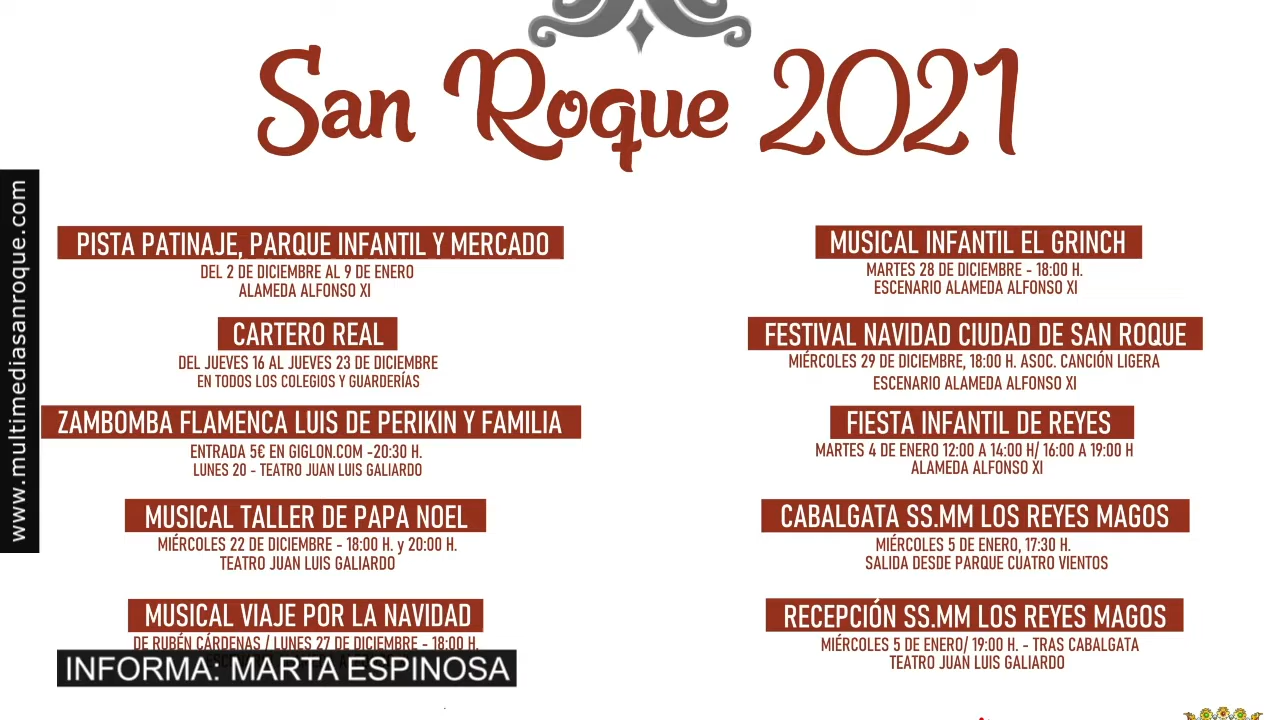 San Roque 2021
www.multimediasanroque.com
PISTA PATINAJE, PARQUE INFANTIL Y MERCADO
DEL 2 DE DICIEMBRE AL 9 DE ENERO
ALAMEDA ALFONSO XI
CARTERO REAL
DEL JUEVES 16 AL JUEVES 23 DE DICIEMBRE
EN TODOS LOS COLEGIOS Y GUARDERÍAS
ZAMBOMBA FLAMENCA LUIS DE PERIKIN Y FAMILIA
ENTRADA 5€ EN GIGLON.COM -20:30 H.
LUNES 20 - TEATRO JUAN LUIS GALIARDO
MUSICAL TALLER DE PAPA NOEL
MIÉRCOLES 22 DE DICIEMBRE - 18:00 H. y 20:00 H.
TEATRO JUAN LUIS GALIARDO
MUSICAL VIAJE POR LA NAVIDAD
DE RUBÉN CÁRDENAS / LUNES 27 DE DICIEMBRE - 18:00 H.
INFORMA: MARTA ESPINOSA
MUSICAL INFANTIL EL GRINCH
MARTES 28 DE DICIEMBRE - 18:00 H.
ESCENARIO ALAMEDA ALFONSO XI
FESTIVAL NAVIDAD CIUDAD DE SAN ROQUE
MIÉRCOLES 29 DE DICIEMBRE, 18:00 H. ASOC. CANCIÓN LIGERA
ESCENARIO ALAMEDA ALFONSO XI
FIESTA INFANTIL DE REYES
MARTES 4 DE ENERO 12:00 A 14:00 H/ 16:00 A 19:00 H
ALAMEDA ALFONSO XI
CABALGATA SS.MM LOS REYES MAGOS
MIÉRCOLES 5 DE ENERO, 17:30 H.
SALIDA DESDE PARQUE CUATRO VIENTOS
RECEPCIÓN SS.MM LOS REYES MAGOS
MIÉRCOLES 5 DE ENERO/ 19:00 H. - TRAS CABALGATA
TEATRO JUAN LUIS GALIARDO